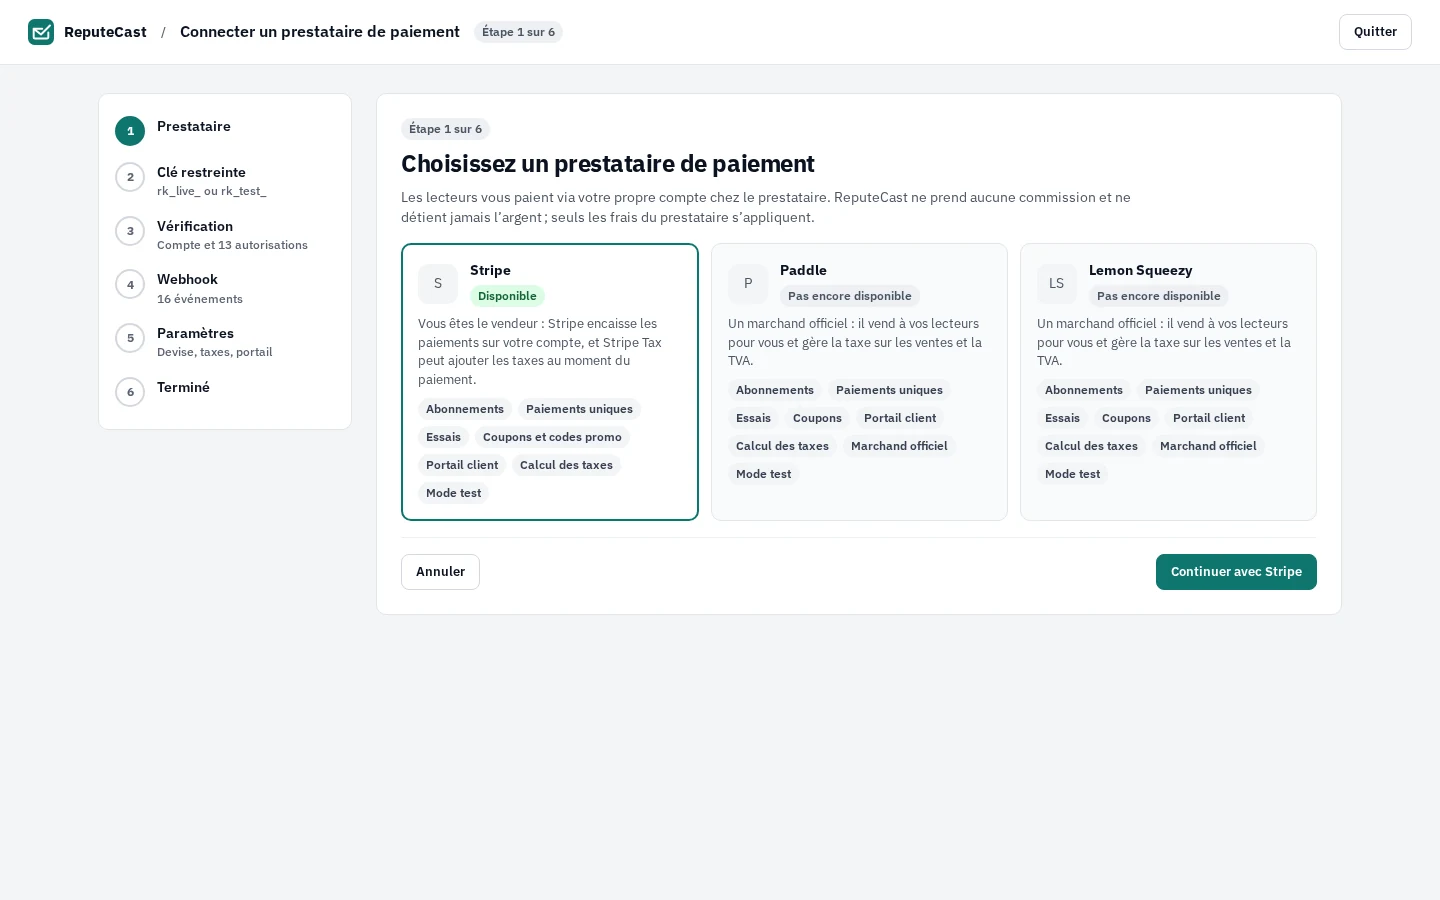 ReputeCast / Connecter un prestataire de paiement Étape 1 sur 6 Quitter
1 Prestataire
2 Clé restreinte
rk_live_ ou rk_test_
3 Vérification
Compte et 13 autorisations
4 Webhook
16 événements
5 Paramètres
Devise, taxes, portail
6 Terminé
Étape 1 sur 6
Choisissez un prestataire de paiement
Les lecteurs vous paient via votre propre compte chez le prestataire. ReputeCast ne prend aucune commission et ne
détient jamais l’argent ; seuls les frais du prestataire s’appliquent.
S Stripe
Disponible
Vous êtes le vendeur : Stripe encaisse les
paiements sur votre compte, et Stripe Tax
peut ajouter les taxes au moment du
paiement.
Abonnements Paiements uniques
Essais Coupons et codes promo
Portail client Calcul des taxes
Mode test
P Paddle
Pas encore disponible
Un marchand officiel : il vend à vos lecteurs
pour vous et gère la taxe sur les ventes et la
TVA.
Abonnements Paiements uniques
Essais Coupons Portail client
Calcul des taxes Marchand officiel
Mode test
LS Lemon Squeezy
Pas encore disponible
Un marchand officiel : il vend à vos lecteurs
pour vous et gère la taxe sur les ventes et la
TVA.
Abonnements Paiements uniques
Essais Coupons Portail client
Calcul des taxes Marchand officiel
Mode test
Annuler Continuer avec Stripe